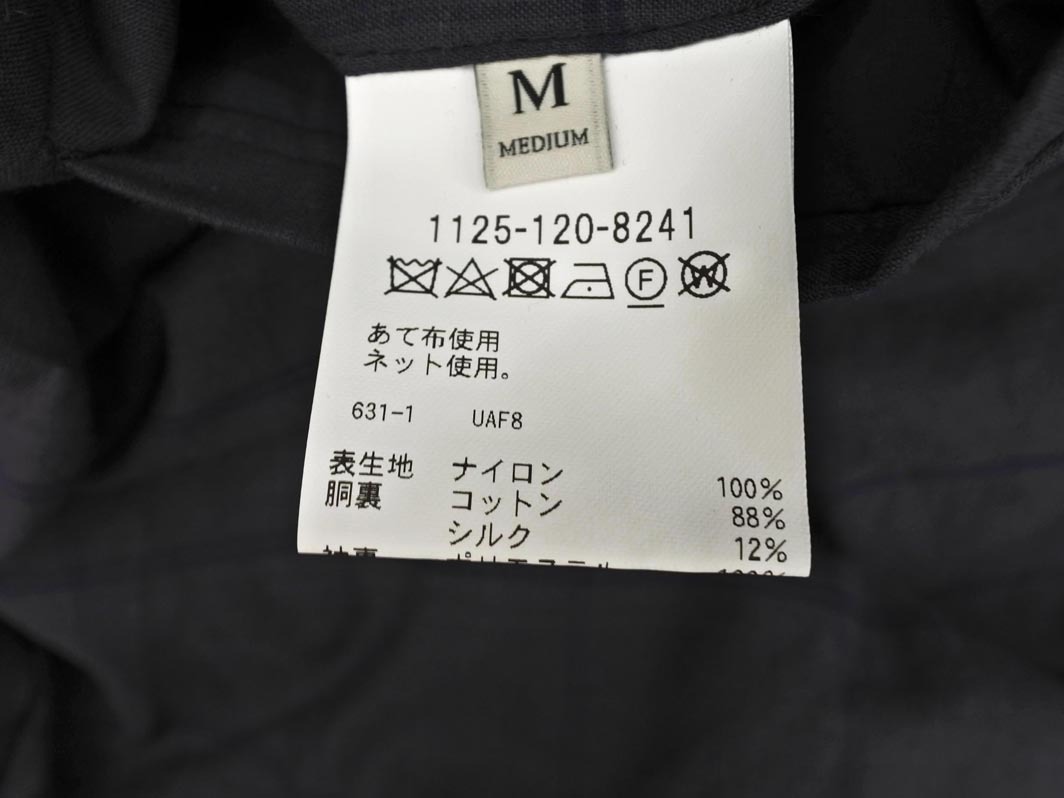 M
MEDIUM
1125-120-8241
F W
あて布使用
ネット使用。
631-1 UAF8
表生地 ナイロン 100%
胴裏 コットン 88%
シルク 12%